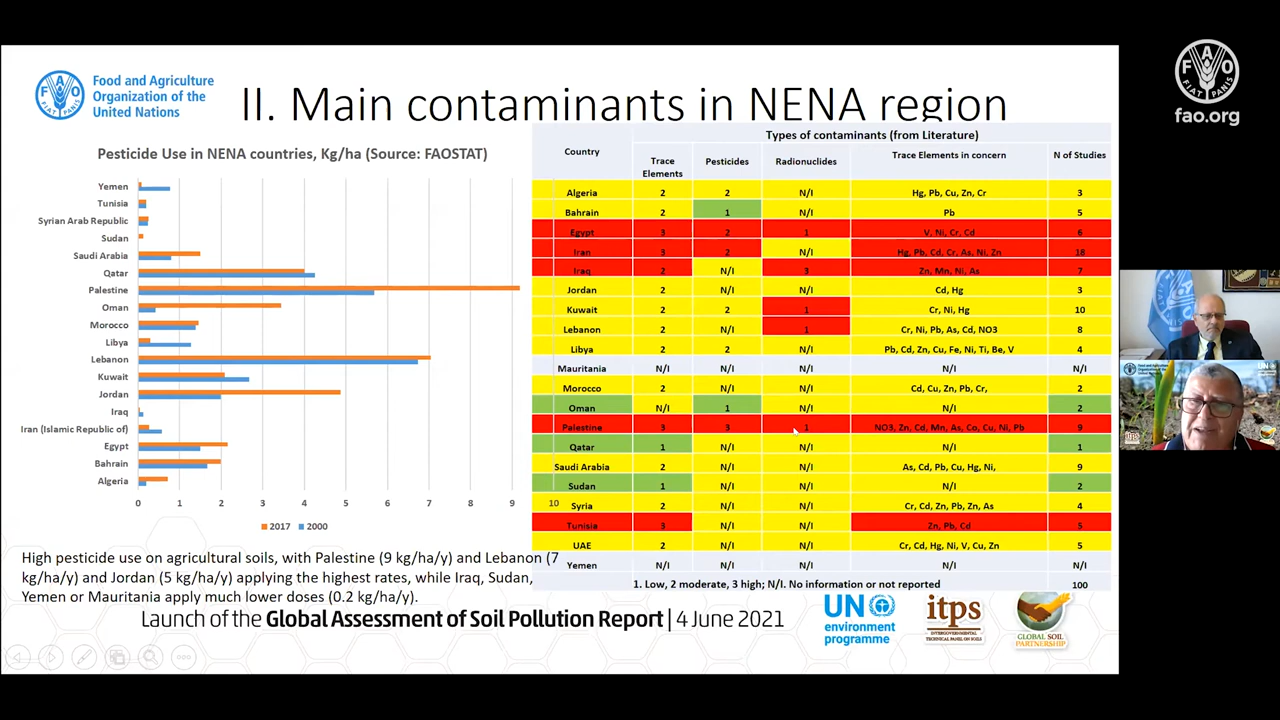 Food and Agriculture
Organization of the
United Nations
II. Main contaminants in NENA region
FAO
FIAT PANIS
fao.org
Pesticide Use in NENA countries, Kg/ha (Source: FAOSTAT)
Yemen
Tunisia
Syrian Arab Republic
Sudan
Saudi Arabia
Qatar
Palestine
Oman
Morocco
Libya
Lebanon
Kuwait
Jordan
Iraq
Iran (Islamic Republic of)
Egypt
Bahrain
Algeria
0 1 2 3 4 5 6 7 8 9 10
2017 2000
Types of contaminants (from Literature)
Country Trace Elements Pesticides Radionuclides Trace Elements in concern N of Studies
Algeria 2 2 N/I Hg, Pb, Cu, Zn, Cr 3
Bahrain 2 1 N/I Pb 5
Egypt 3 2 1 V, Ni, Cr, Cd 6
Iran 3 2 N/I Hg, Pb, Cd, Cr, As, Ni, Zn 18
Iraq 2 N/I 3 Zn, Mn, Ni, As 7
Jordan 2 N/I N/I Cd, Hg 3
Kuwait 2 2 1 Cr, Ni, Hg 10
Lebanon 2 N/I 1 Cr, Ni, Pb, As, Cd, NO3 8
Libya 2 2 N/I Pb, Cd, Zn, Cu, Fe, Ni, Ti, Be, V 4
Mauritania N/I N/I N/I N/I N/I
Morocco 2 N/I N/I Cd, Cu, Zn, Pb, Cr, 2
Oman N/I 1 N/I N/I 2
Palestine 3 3 1 NO3, Zn, Cd, Mn, As, Co, Cu, Ni, Pb 9
Qatar 1 N/I N/I N/I 1
Saudi Arabia 2 N/I N/I As, Cd, Pb, Cu, Hg, Ni, 9
Sudan 1 N/I N/I N/I 2
Syria 2 N/I N/I Cr, Cd, Zn, Pb, Zn, As 4
Tunisia 3 N/I N/I Zn, Pb, Cd 5
UAE 2 N/I N/I Cr, Cd, Hg, Ni, V, Cu, Zn 5
Yemen N/I N/I N/I N/I N/I
1. Low, 2 moderate, 3 high; N/I. No information or not reported 100
High pesticide use on agricultural soils, with Palestine (9 kg/ha/y) and Lebanon (7
kg/ha/y) and Jordan (5 kg/ha/y) applying the highest rates, while Iraq, Sudan,
Yemen or Mauritania apply much lower doses (0.2 kg/ha/y).
Launch of the Global Assessment of Soil Pollution Report | 4 June 2021
UN
environment
programme
itps
INTERGOVERNMENTAL
TECHNICAL PANEL ON SOILS
GLOBAL SOIL
PARTNERSHIP